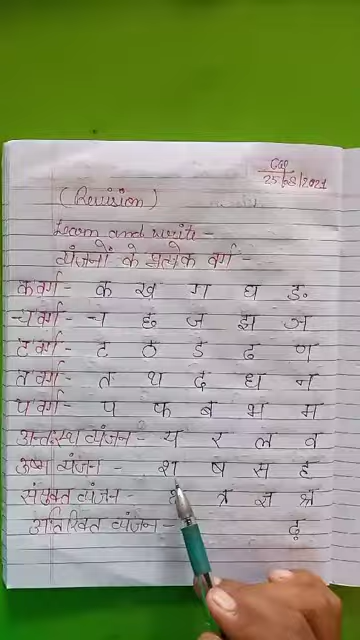 CW
25/08/2021
(Revision)
Learn and write -
व्यंजनों के प्रत्येक वर्ग -
क वर्ग - क ख ग घ ङ
च वर्ग - च छ ज झ ञ
ट वर्ग - ट ठ ड ढ ण
त वर्ग - त थ द ध न
प वर्ग - प फ ब भ म
अन्तःस्थ व्यंजन - य र ल व
ऊष्म व्यंजन - श ष स ह
संयुक्त व्यंजन - त्र ज्ञ श्र
अतिरिक्त व्यंजन - ढ़